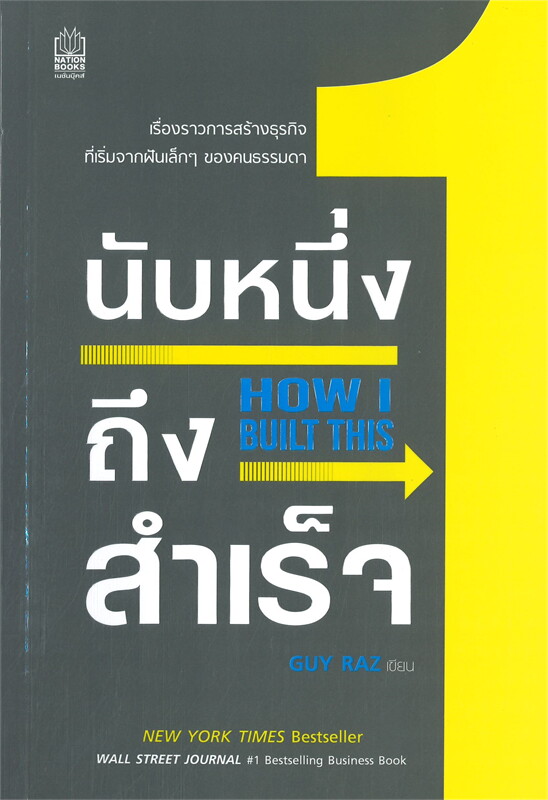 NATION
BOOKS
เนชั่นบุ๊คส์
เรื่องราวการสร้างธุรกิจ
ที่เริ่มจากฝันเล็กๆ ของคนธรรมดา
1
นับหนึ่ง
ถึง
HOW I
BUILT THIS
สำเร็จ
GUY RAZ เขียน
NEW YORK TIMES Bestseller
WALL STREET JOURNAL #1 Bestselling Business Book